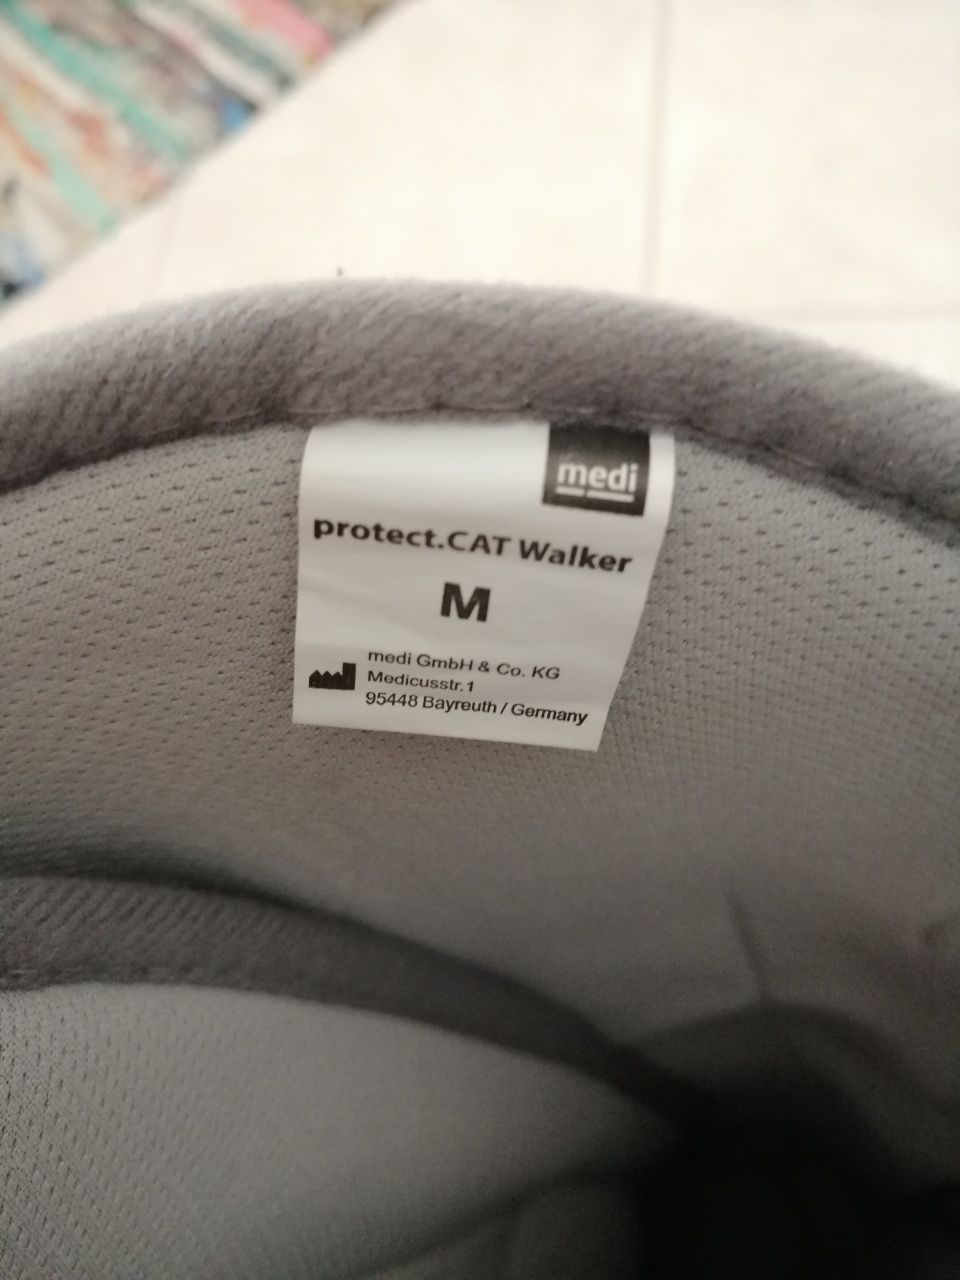 medi
protect.CAT Walker
M
medi GmbH & Co. KG
Medicusstr.1
95448 Bayreuth / Germany